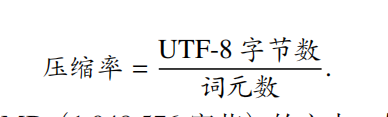 压缩率 = UTF-8 字节数 / 词元数.